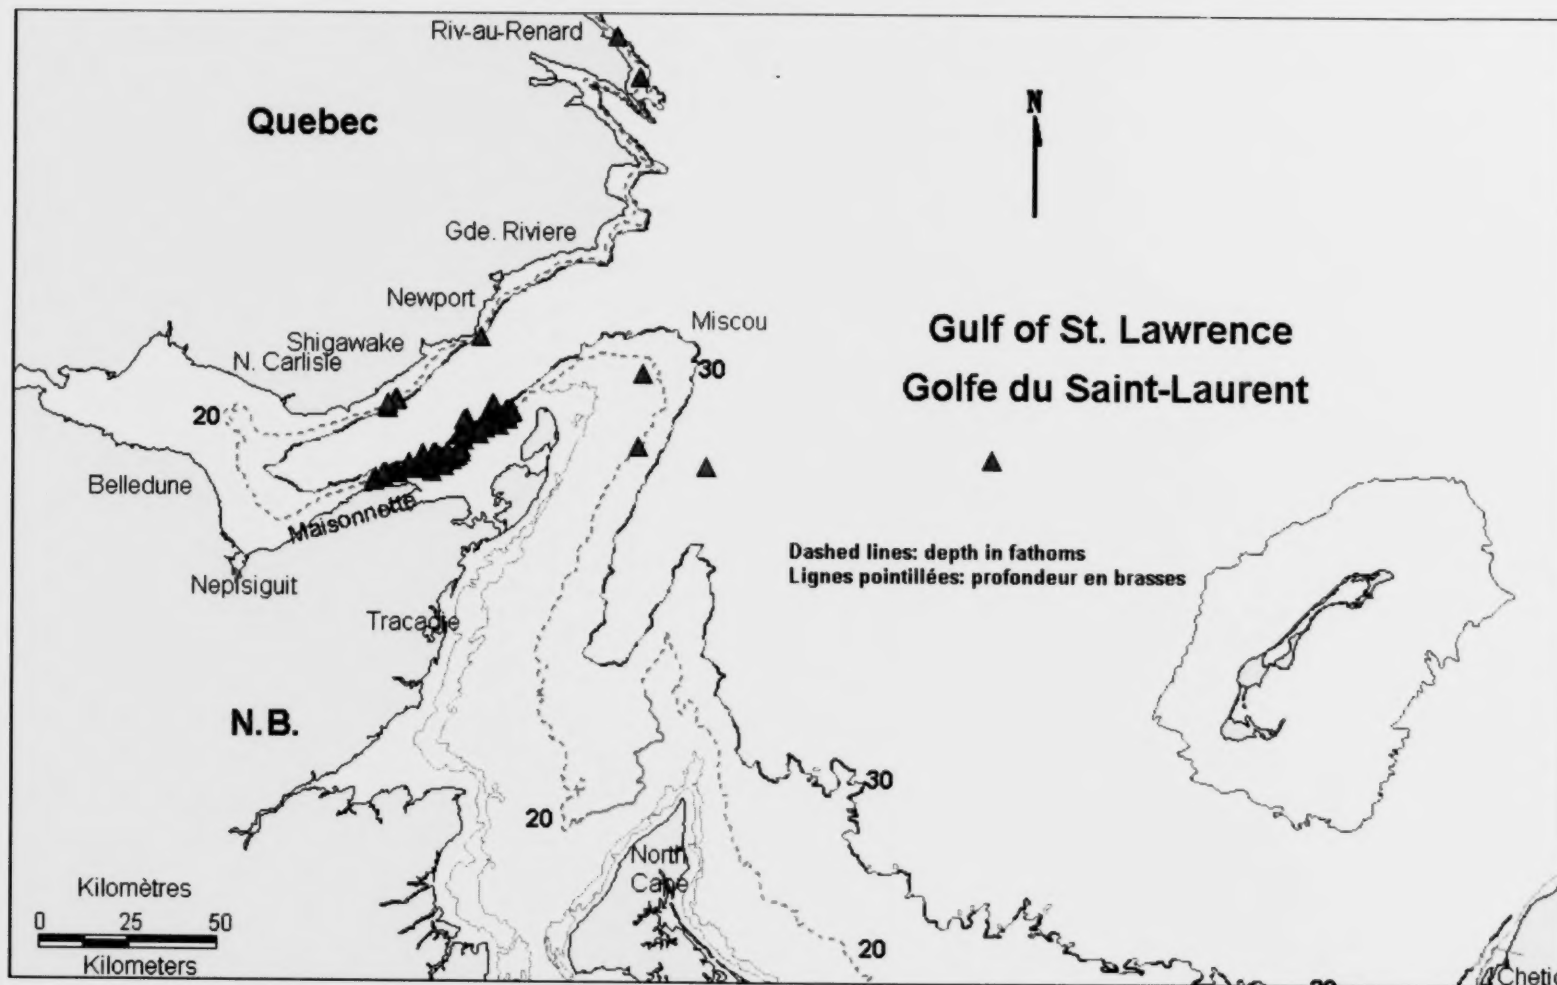 Riv-au-Renard
Quebec
N
Gde. Riviere
Newport
Miscou
Shigawake
N. Carlisle
Gulf of St. Lawrence
Golfe du Saint-Laurent
30
20
Belledune
Maisonnette
Nepisiguit
Dashed lines: depth in fathoms
Lignes pointillées: profondeur en brasses
Tracadie
N.B.
30
20
North
Cape
Kilomètres
0 25 50
Kilometers
20